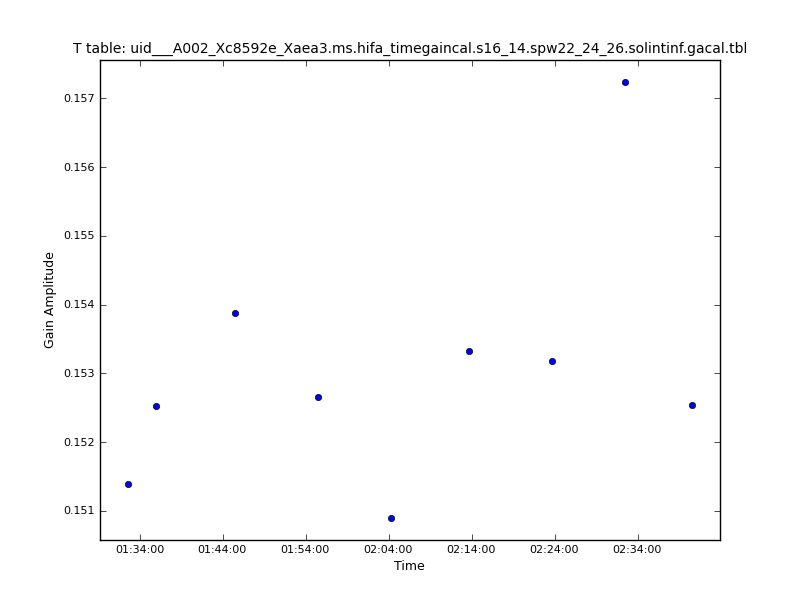 T table: uid___A002_Xc8592e_Xaea3.ms.hifa_timegaincal.s16_14.spw22_24_26.solintinf.gacal.tbl
0.157
0.156
0.155
0.154
0.153
0.152
0.151
Gain Amplitude
01:34:00 01:44:00 01:54:00 02:04:00 02:14:00 02:24:00 02:34:00
Time